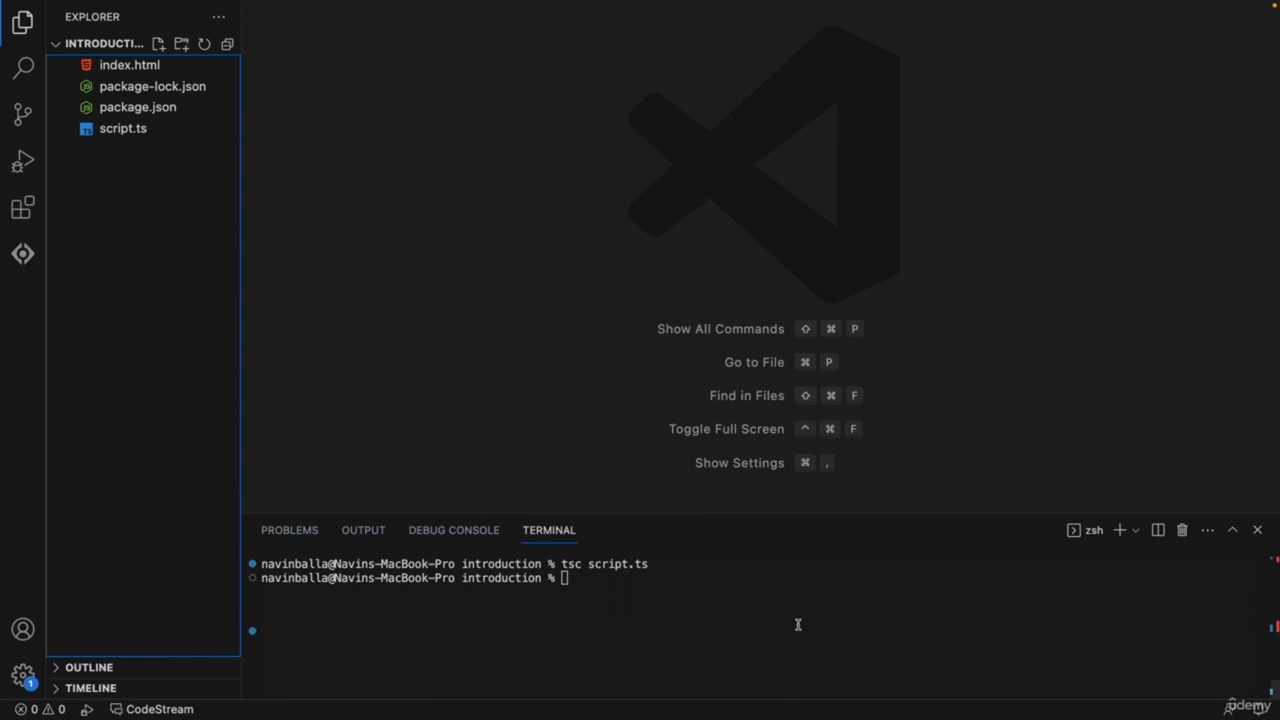 EXPLORER
INTRODUCTI...
index.html
package-lock.json
package.json
TS script.ts
Show All Commands ⇧ ⌘ P
Go to File ⌘ P
Find in Files ⇧ ⌘ F
Toggle Full Screen ^ ⌘ F
Show Settings ⌘ ,
PROBLEMS OUTPUT DEBUG CONSOLE TERMINAL zsh
navinballa@Navins-MacBook-Pro introduction % tsc script.ts
navinballa@Navins-MacBook-Pro introduction %
OUTLINE
1
TIMELINE
0 0 CodeStream
udemy